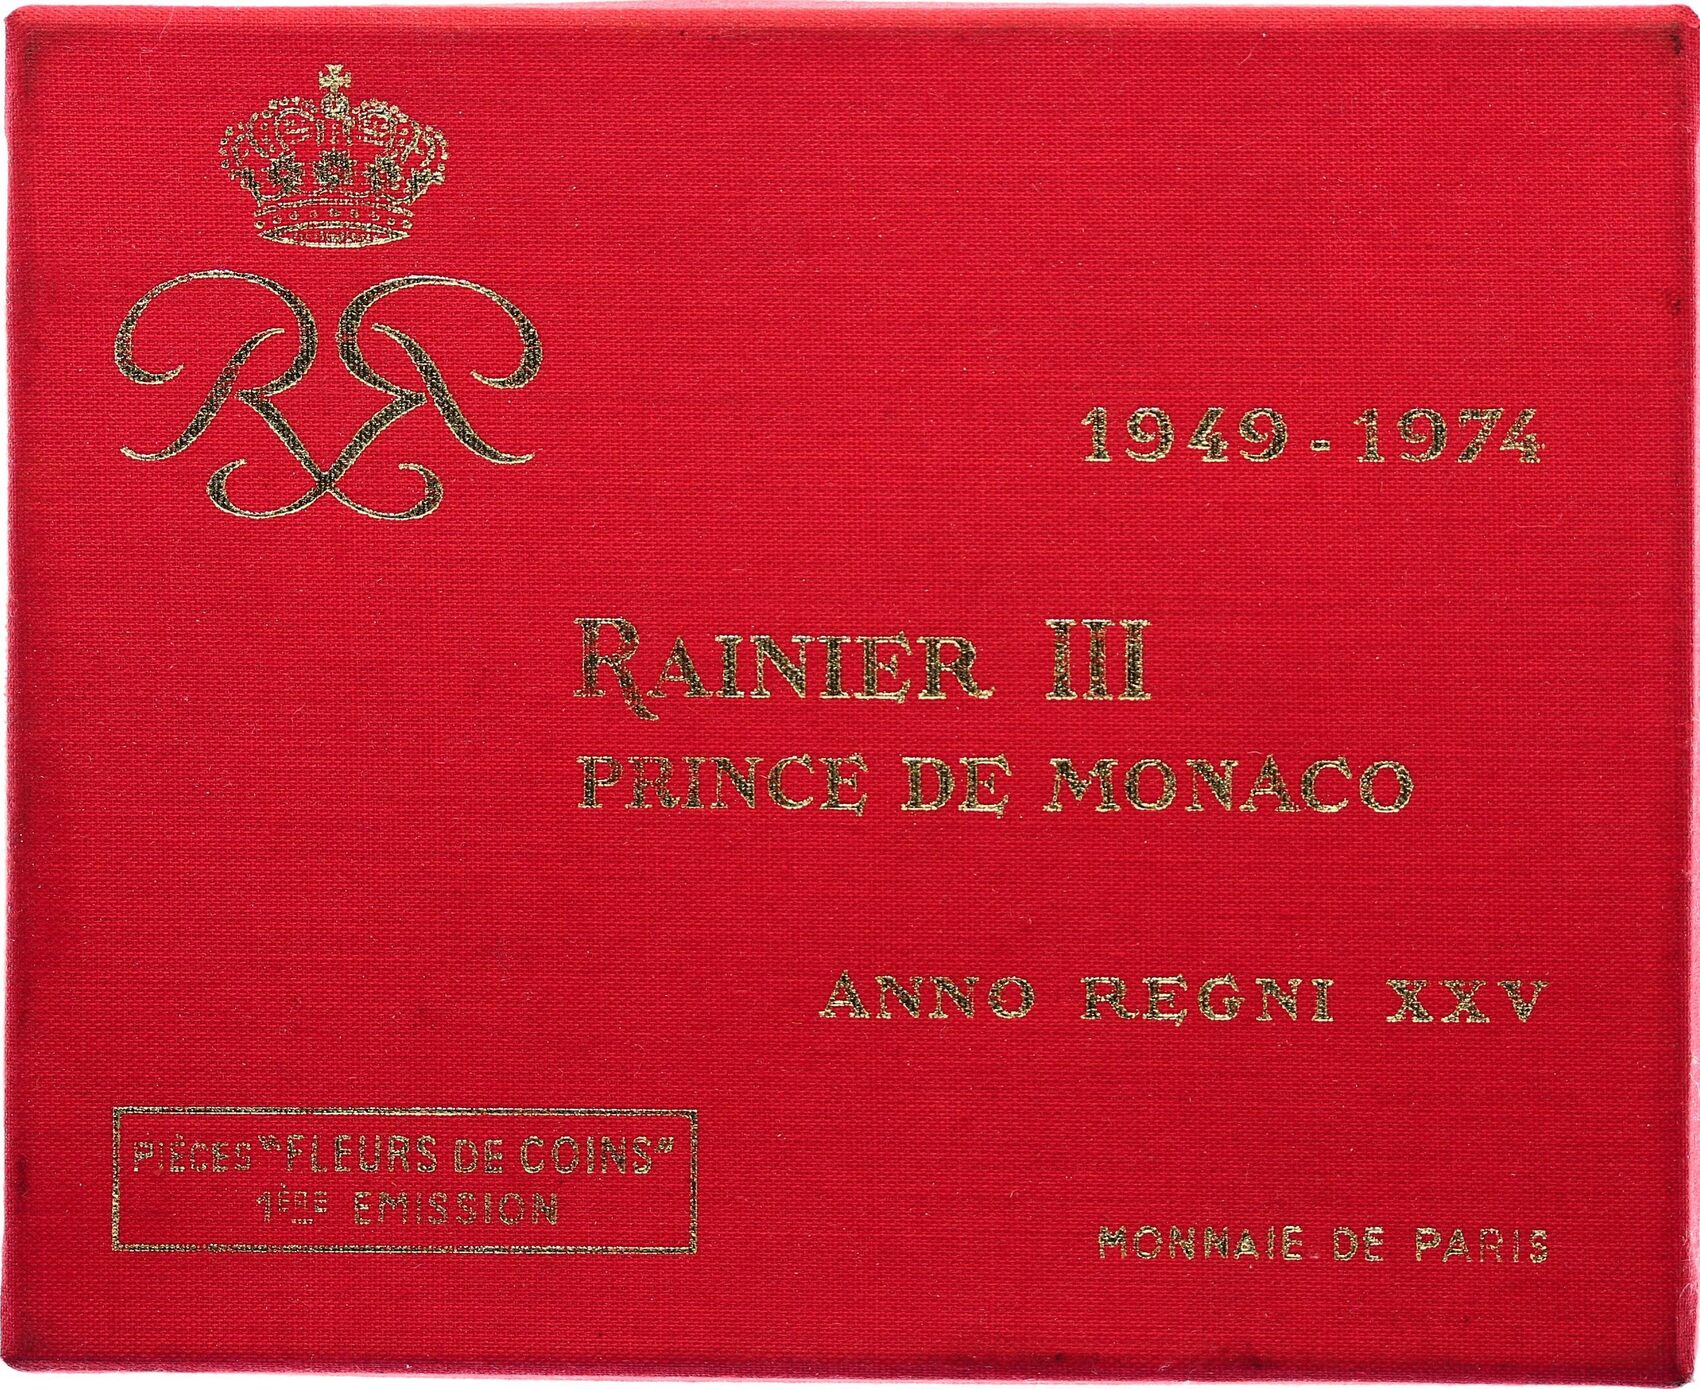 RR
1949-1974
RAINIER III
PRINCE DE MONACO
ANNO REGNI XXV
PIÈCES "FLEURS DE COINS"
1ÈRE EMISSION
MONNAIE DE PARIS